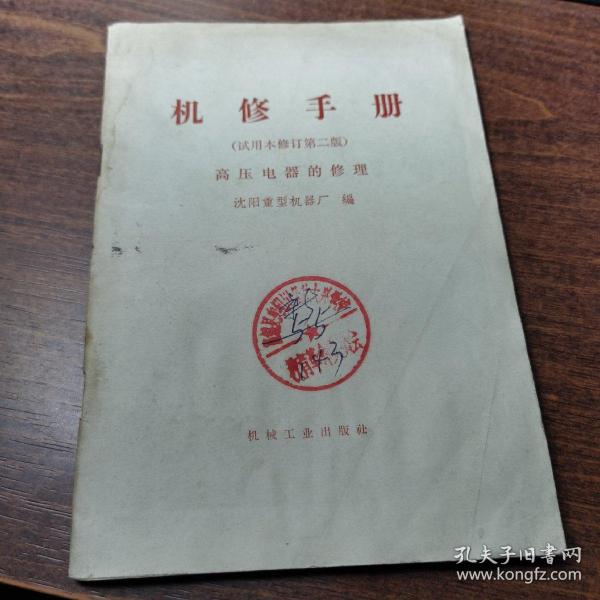 机修手册
(试用本修订第二版)
高压电器的修理
沈阳重型机器厂 编
机械工业出版社
孔夫子旧书网
www.kongfz.com